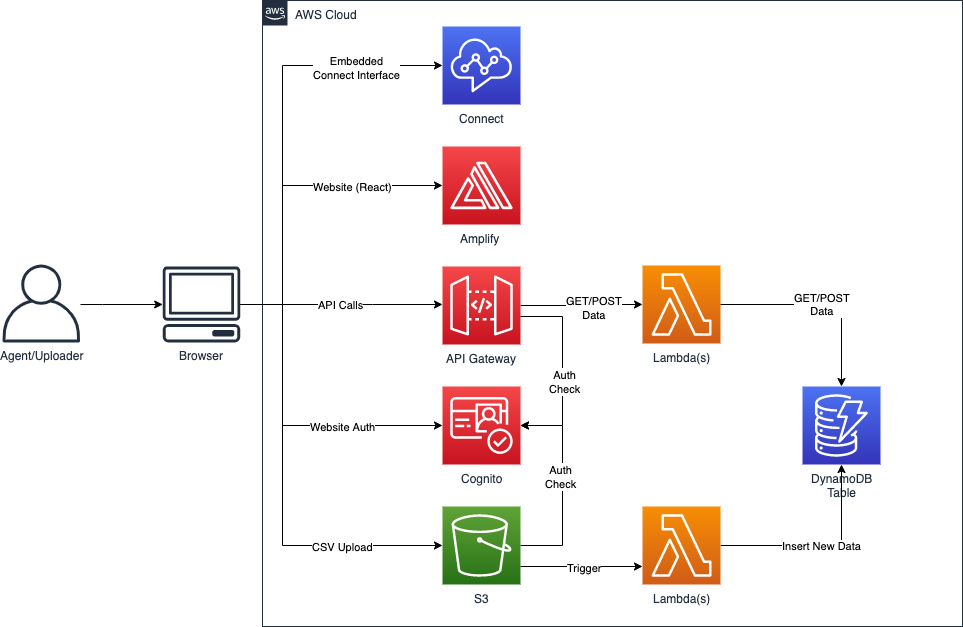 aws
AWS Cloud
Embedded
Connect Interface
Connect
Website (React)
Amplify
Agent/Uploader
Browser
API Calls
</>
API Gateway
GET/POST
Data
Lambda(s)
GET/POST
Data
Auth
Check
Website Auth
Cognito
Auth
Check
DynamoDB
Table
CSV Upload
S3
Trigger
Lambda(s)
Insert New Data